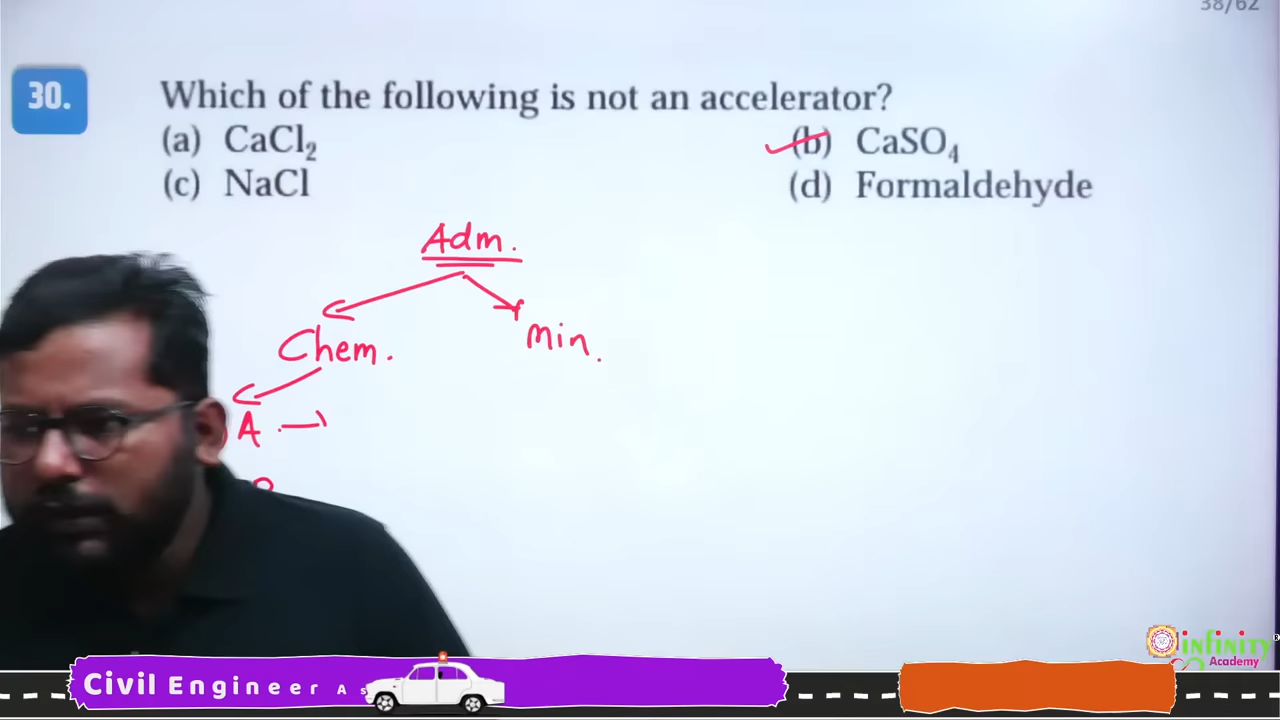 38/62
30. Which of the following is not an accelerator?
(a) CaCl₂ (b) CaSO₄
(c) NaCl (d) Formaldehyde
Adm.
Chem. Min.
A →
infinity
Academy
Civil Engineer As